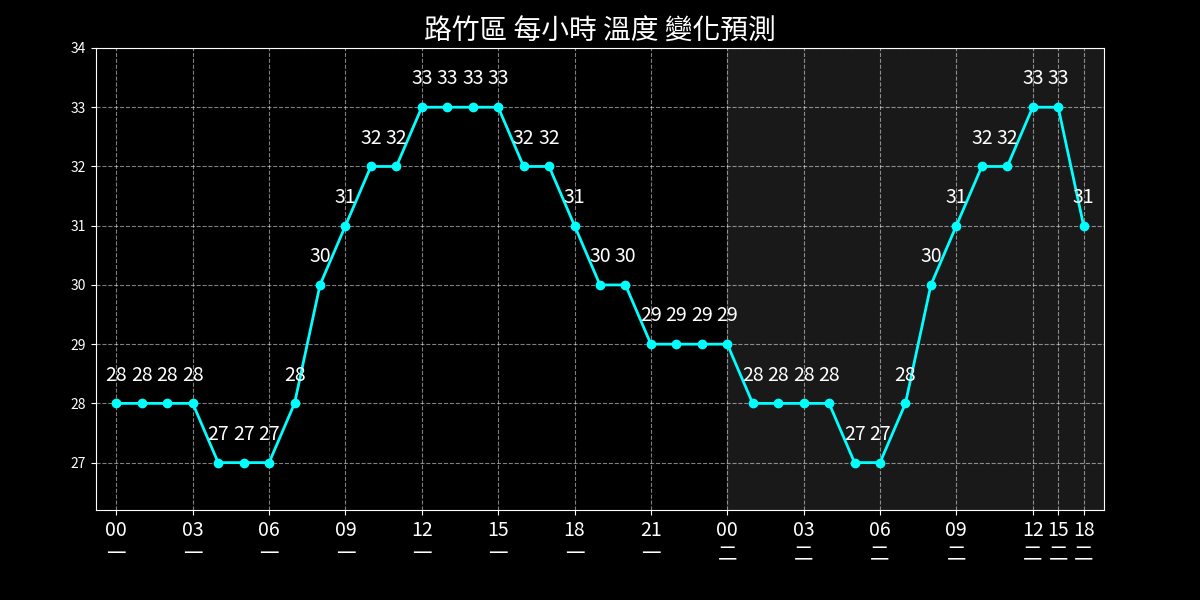 路竹區 每小時 溫度 變化預測
34
33 33 33 33 33 33
33
32 32 32 32 32 32
32
31 31 31 31
31
30 30 30 30
30
29 29 29 29
29
28 28 28 28 28 28 28 28 28 28
28
27 27 27 27 27
27
00 03 06 09 12 15 18 21 00 03 06 09 12 15 18
一 一 一 一 一 一 一 一 二 二 二 二 二 二 二